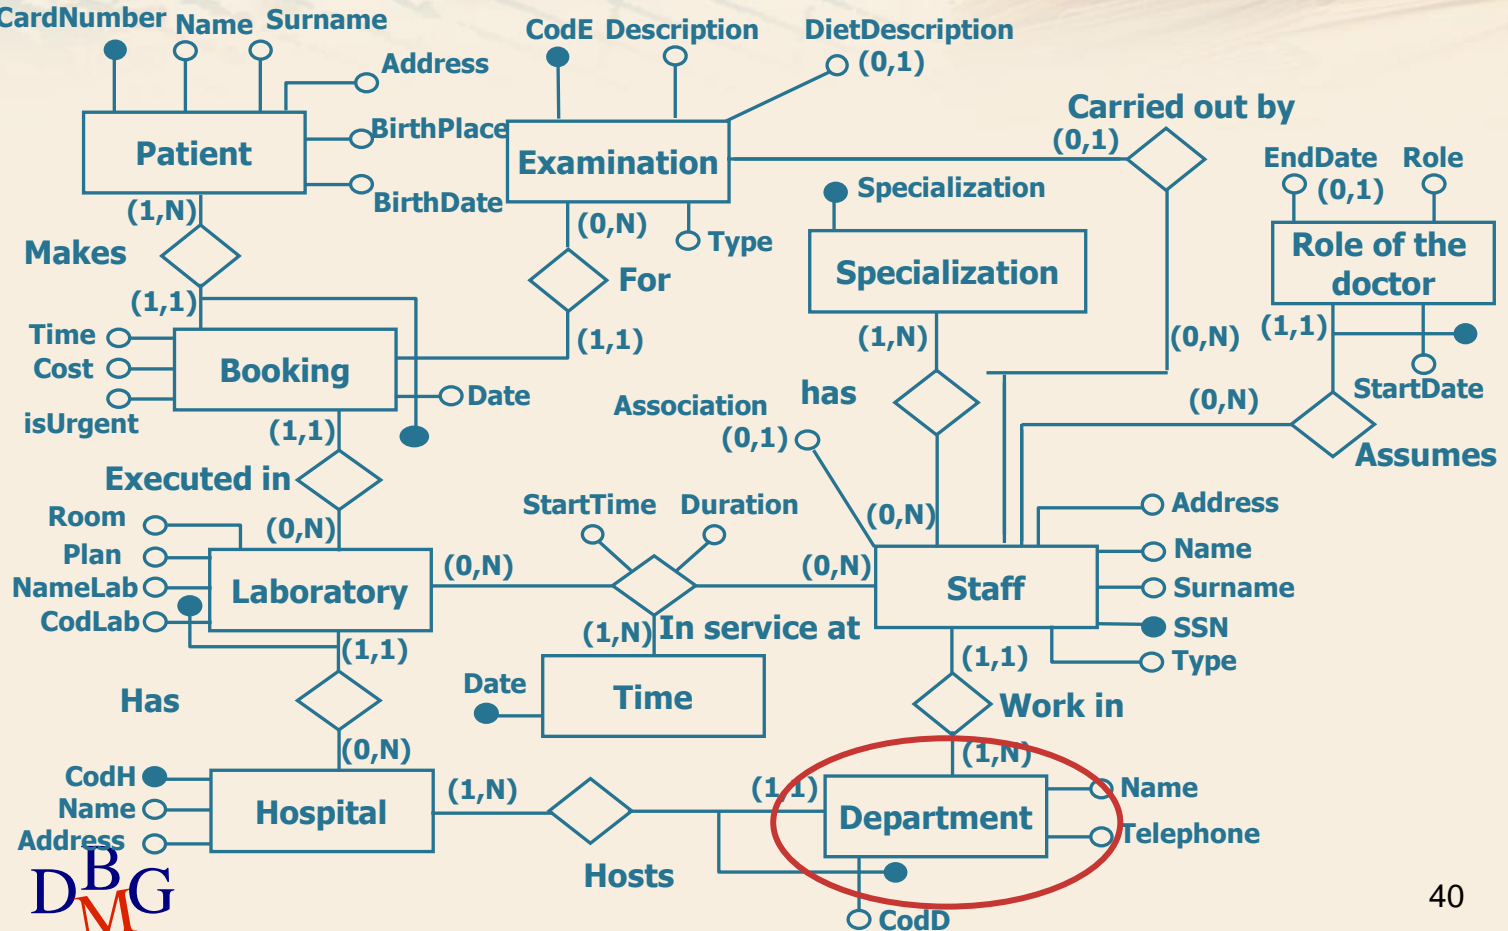 CardNumber
Name
Surname
Address
BirthPlace
BirthDate
Patient
(1,N)
Makes
(1,1)
CodE
Description
DietDescription
(0,1)
Examination
(0,N)
Type
For
(1,1)
Carried out by
(0,1)
(0,N)
Specialization
Specialization
(1,N)
has
(0,N)
EndDate
(0,1)
Role
Role of the
doctor
(1,1)
StartDate
(0,N)
Assumes
Time
Cost
isUrgent
Booking
Date
(1,1)
Executed in
(0,N)
Association
(0,1)
Room
Plan
NameLab
CodLab
Laboratory
(0,N)
StartTime
Duration
(0,N)
In service at
(1,N)
Date
Time
Staff
Address
Name
Surname
SSN
Type
(1,1)
Work in
(1,N)
(1,1)
Has
(0,N)
CodH
Name
Address
Hospital
(1,N)
Hosts
(1,1)
Department
Name
Telephone
CodD
DBMG
40